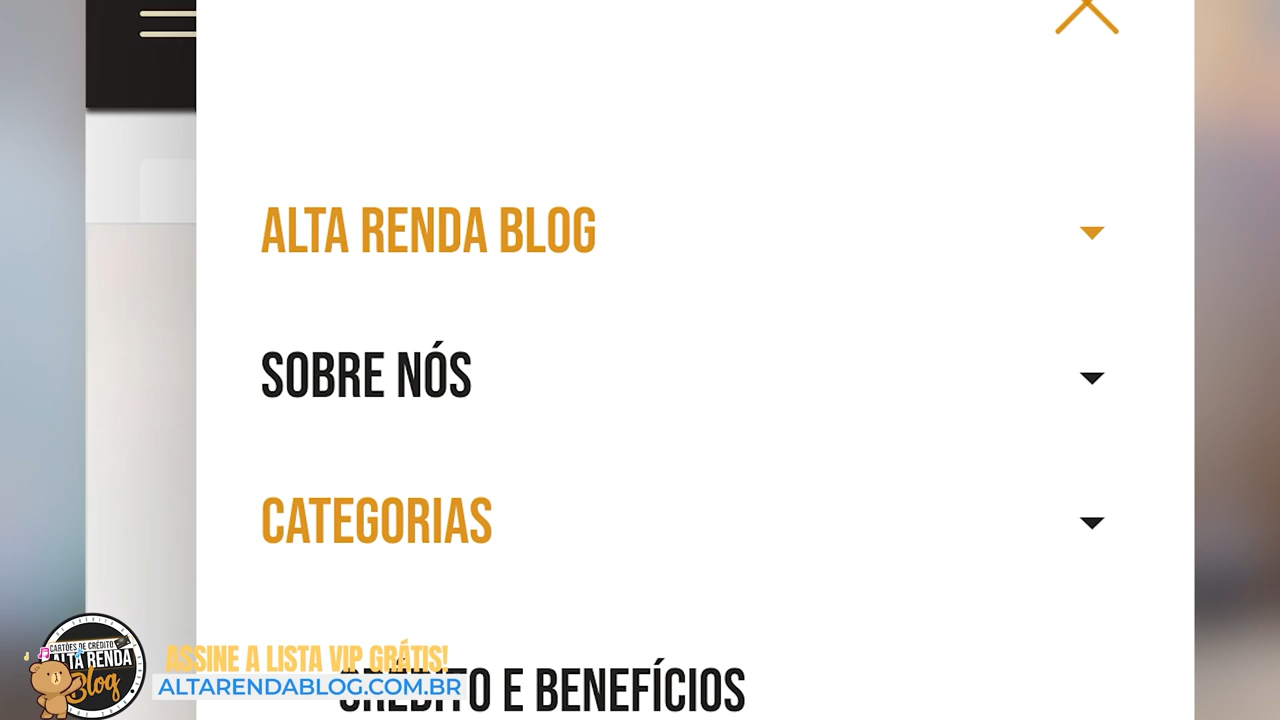 ALTA RENDA BLOG
SOBRE NÓS
CATEGORIAS
CRÉDITO E BENEFÍCIOS
CARTÕES DE CRÉDITO
ALTA RENDA
Blog
ASSINE A LISTA VIP GRÁTIS!
ALTARENDABLOG.COM.BR